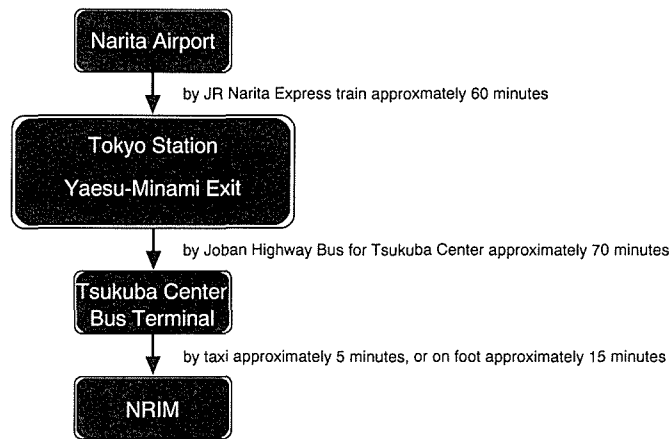 Narita Airport
by JR Narita Express train approxmately 60 minutes
Tokyo Station
Yaesu-Minami Exit
by Joban Highway Bus for Tsukuba Center approximately 70 minutes
Tsukuba Center
Bus Terminal
by taxi approximately 5 minutes, or on foot approximately 15 minutes
NRIM